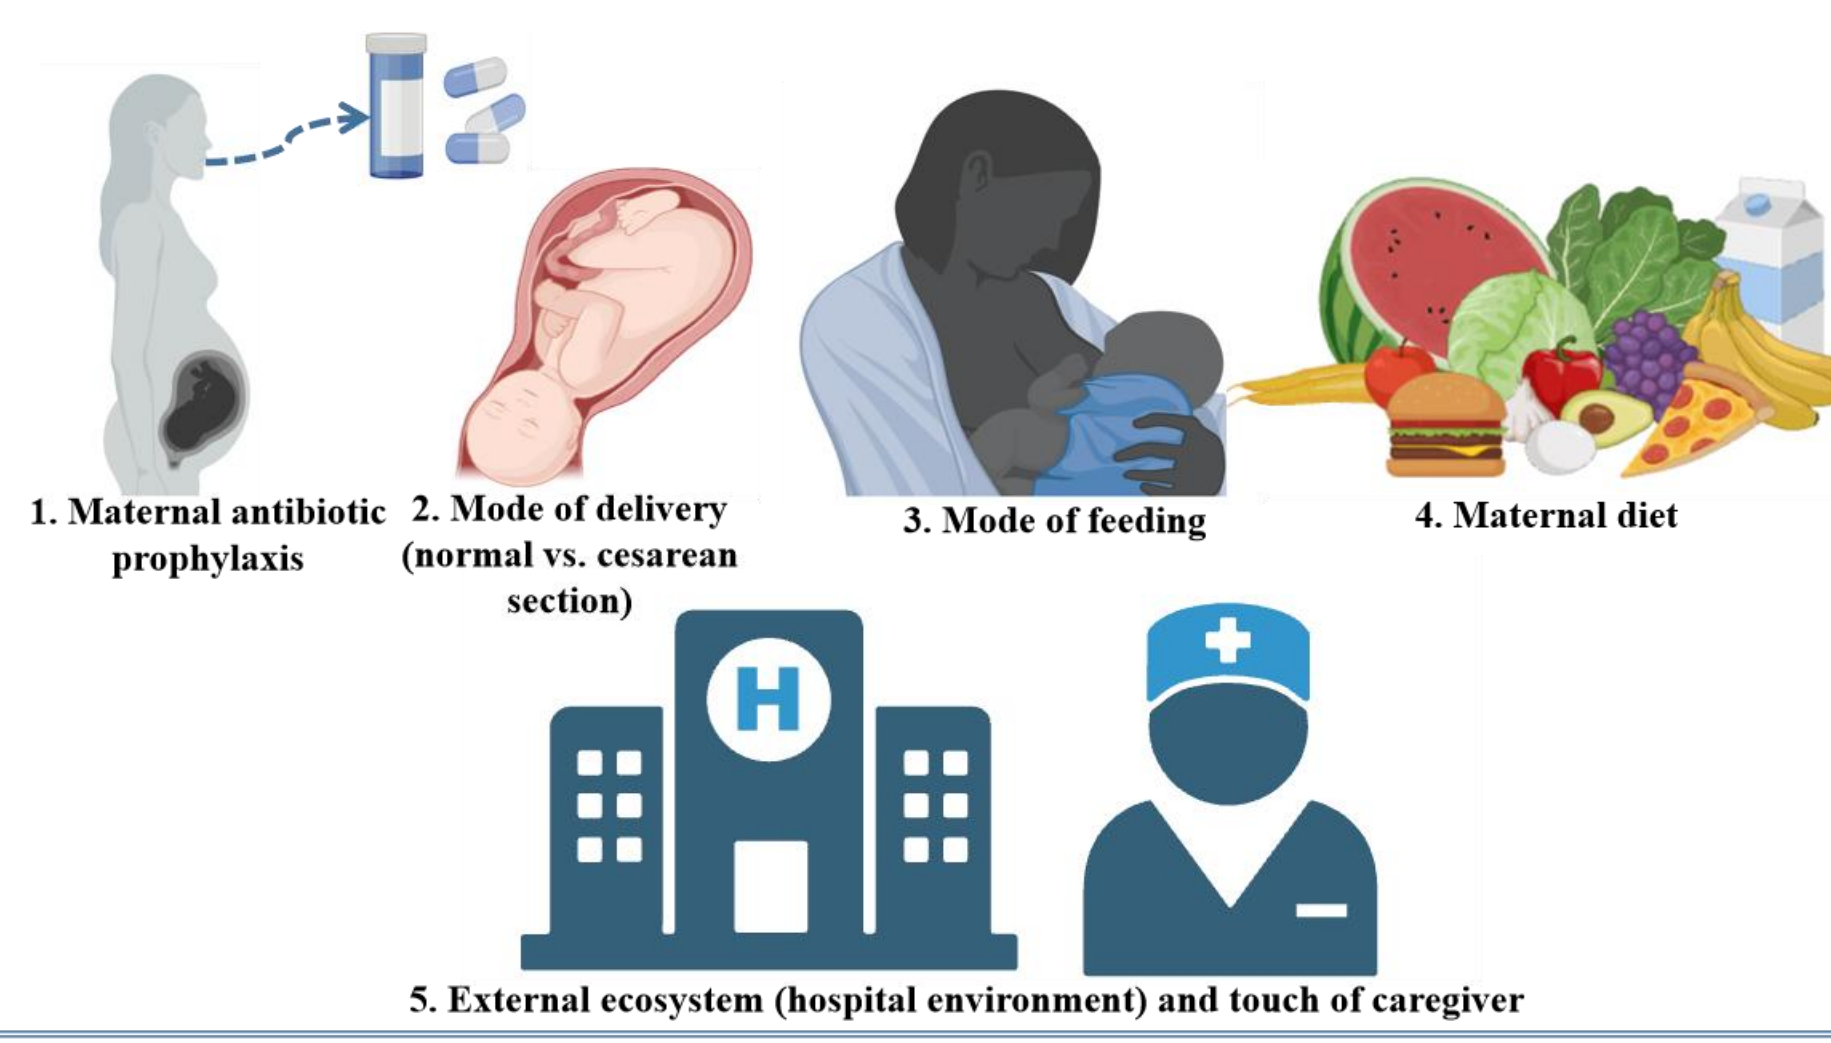 1. Maternal antibiotic
prophylaxis
2. Mode of delivery
(normal vs. cesarean
section)
3. Mode of feeding
4. Maternal diet
H
5. External ecosystem (hospital environment) and touch of caregiver